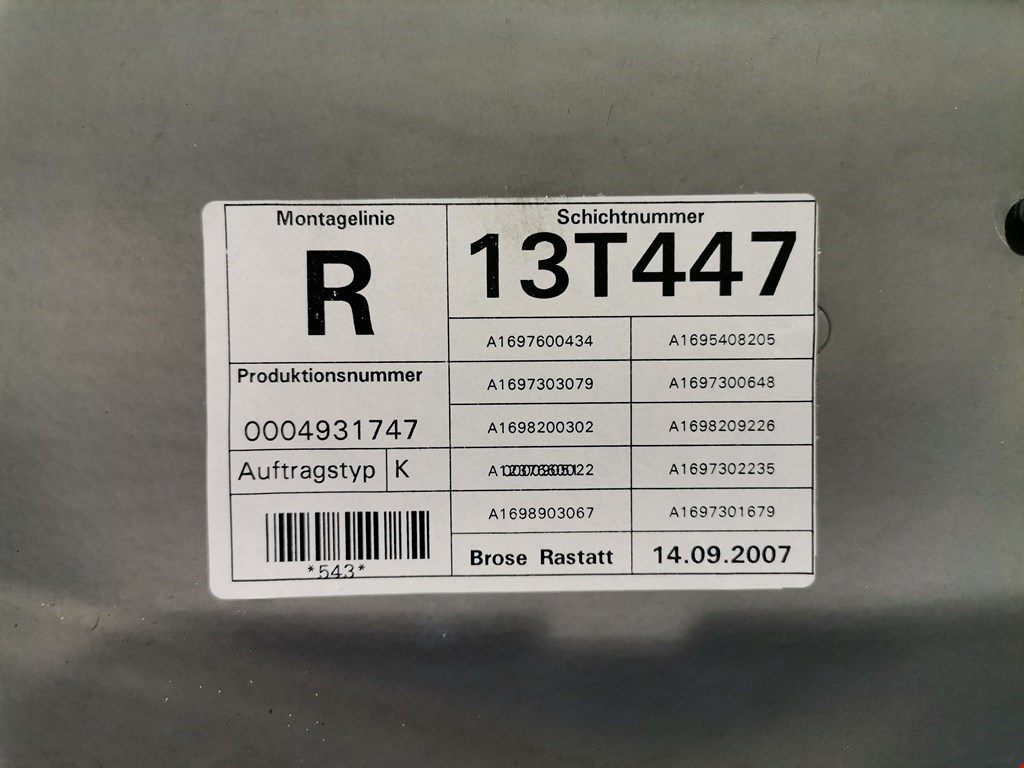 Montagelinie
R
Schichtnummer
13T447
A1697600434 A1695408205
A1697303079 A1697300648
Produktionsnummer
0004931747
A1698200302 A1698209226
Auftragstyp K
A1697302235
A1698903067 A1697301679
*543*
Brose Rastatt 14.09.2007